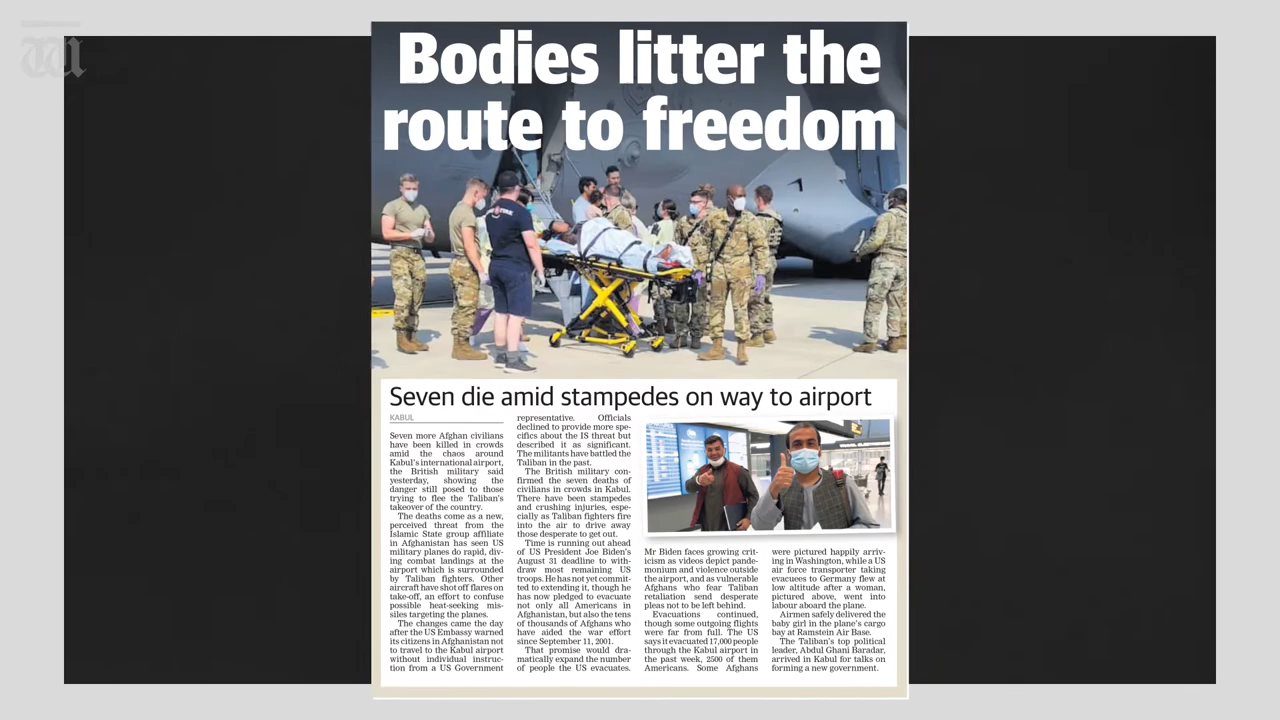 Bodies litter the
route to freedom
Seven die amid stampedes on way to airport
KABUL
Seven more Afghan civilians
have been killed in crowds
amid the chaos around
Kabul's international airport,
the British military said
yesterday, showing the
danger still posed to those
trying to flee the Taliban's
takeover of the country.
The deaths come as a new,
perceived threat from the
Islamic State group affiliate
in Afghanistan has seen US
military planes do rapid, div-
ing combat landings at the
airport which is surrounded
by Taliban fighters. Other
aircraft have shot off flares on
take-off, an effort to confuse
possible heat-seeking mis-
siles targeting the planes.
The changes came the day
after the US Embassy warned
its citizens in Afghanistan not
to travel to the Kabul airport
without individual instruc-
tion from a US Government
representative. Officials
declined to provide more spe-
cifics about the IS threat but
described it as significant.
The militants have battled the
Taliban in the past.
The British military con-
firmed the seven deaths of
civilians in crowds in Kabul.
There have been stampedes
and crushing injuries, espe-
cially as Taliban fighters fire
into the air to drive away
those desperate to get out.
Time is running out ahead
of US President Joe Biden's
August 31 deadline to with-
draw most remaining US
troops. He has not yet commit-
ted to extending it, though he
has now pledged to evacuate
not only all Americans in
Afghanistan, but also the tens
of thousands of Afghans who
have aided the war effort
since September 11, 2001.
That promise would dra-
matically expand the number
of people the US evacuates.
Mr Biden faces growing crit-
icism as videos depict pande-
monium and violence outside
the airport, and as vulnerable
Afghans who fear Taliban
retaliation send desperate
pleas not to be left behind.
Evacuations continued,
though some outgoing flights
were far from full. The US
says it evacuated 17,000 people
through the Kabul airport in
the past week, 2500 of them
Americans. Some Afghans
were pictured happily arriv-
ing in Washington, while a US
air force transporter taking
evacuees to Germany flew at
low altitude after a woman,
pictured above, went into
labour aboard the plane.
Airmen safely delivered the
baby girl in the plane's cargo
bay at Ramstein Air Base.
The Taliban's top political
leader, Abdul Ghani Baradar,
arrived in Kabul for talks on
forming a new government.